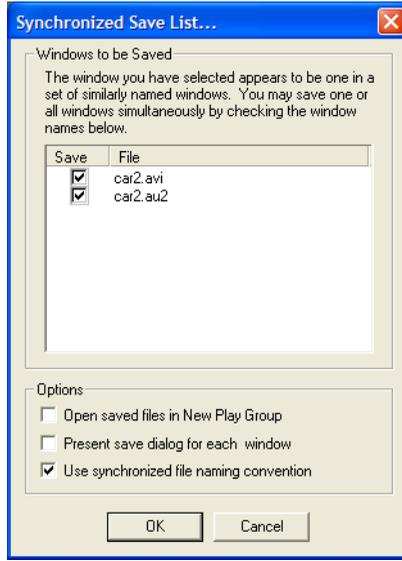 Synchronized Save List...
Windows to be Saved
The window you have selected appears to be one in a
set of similarly named windows.  You may save one or
all windows simultaneously by checking the window
names below.
Save File
car2.avi
car2.au2
Options
Open saved files in New Play Group
Present save dialog for each window
Use synchronized file naming convention
OK Cancel